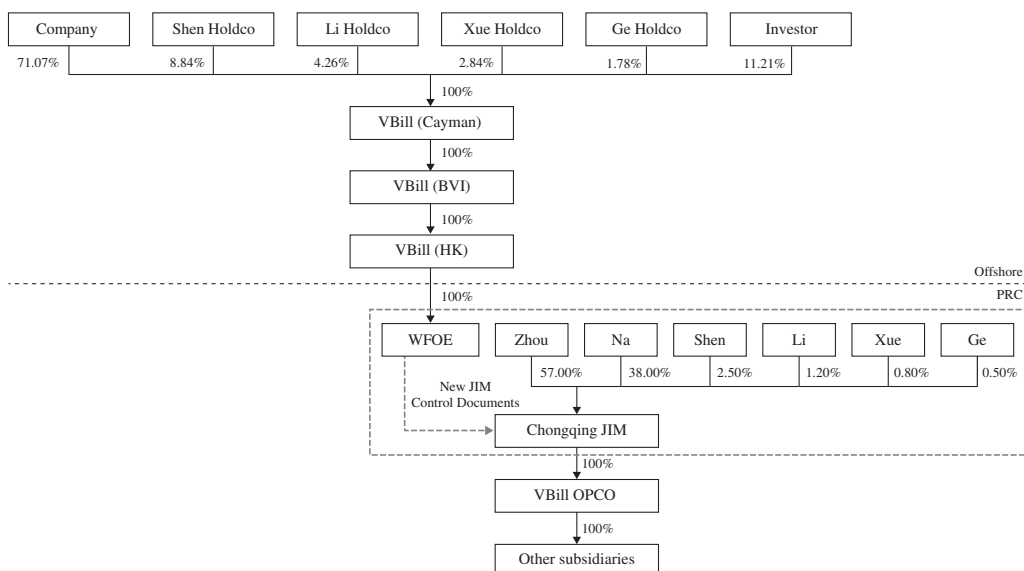 Company
Shen Holdco
Li Holdco
Xue Holdco
Ge Holdco
Investor
71.07%
8.84%
4.26%
2.84%
1.78%
11.21%
100%
VBill (Cayman)
100%
VBill (BVI)
100%
VBill (HK)
Offshore
PRC
100%
WFOE
Zhou
Na
Shen
Li
Xue
Ge
57.00%
38.00%
2.50%
1.20%
0.80%
0.50%
New JIM
Control Documents
Chongqing JIM
100%
VBill OPCO
100%
Other subsidiaries